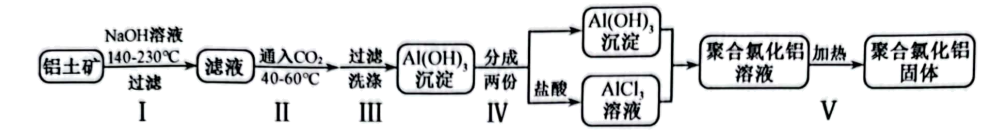 铝土矿
NaOH溶液
140-230℃
过滤
Ⅰ
滤液
通入CO₂
40-60℃
Ⅱ
过滤
洗涤
Ⅲ
Al(OH)₃
沉淀
分成
两份
Ⅳ
Al(OH)₃
沉淀
盐酸
AlCl₃
溶液
聚合氯化铝
溶液
加热
Ⅴ
聚合氯化铝
固体